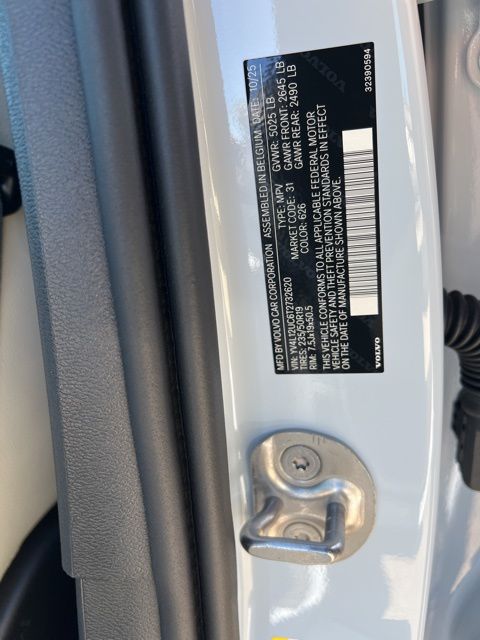 MFD BY VOLVO CAR CORPORATION ASSEMBLED IN BELGIUM DATE: 10/25
VIN: YV4L12UC6T2732620 TYPE: MPV GVWR: 5025 LB
TIRES: 235/50R19 MARKET CODE: 31 GAWR FRONT: 2645 LB
RIM: 7.5Jx19x50.5 COLOR: 626 GAWR REAR: 2490 LB
THIS VEHICLE CONFORMS TO ALL APPLICABLE FEDERAL MOTOR
VEHICLE SAFETY AND THEFT PREVENTION STANDARDS IN EFFECT
ON THE DATE OF MANUFACTURE SHOWN ABOVE.
VOLVO
32390594